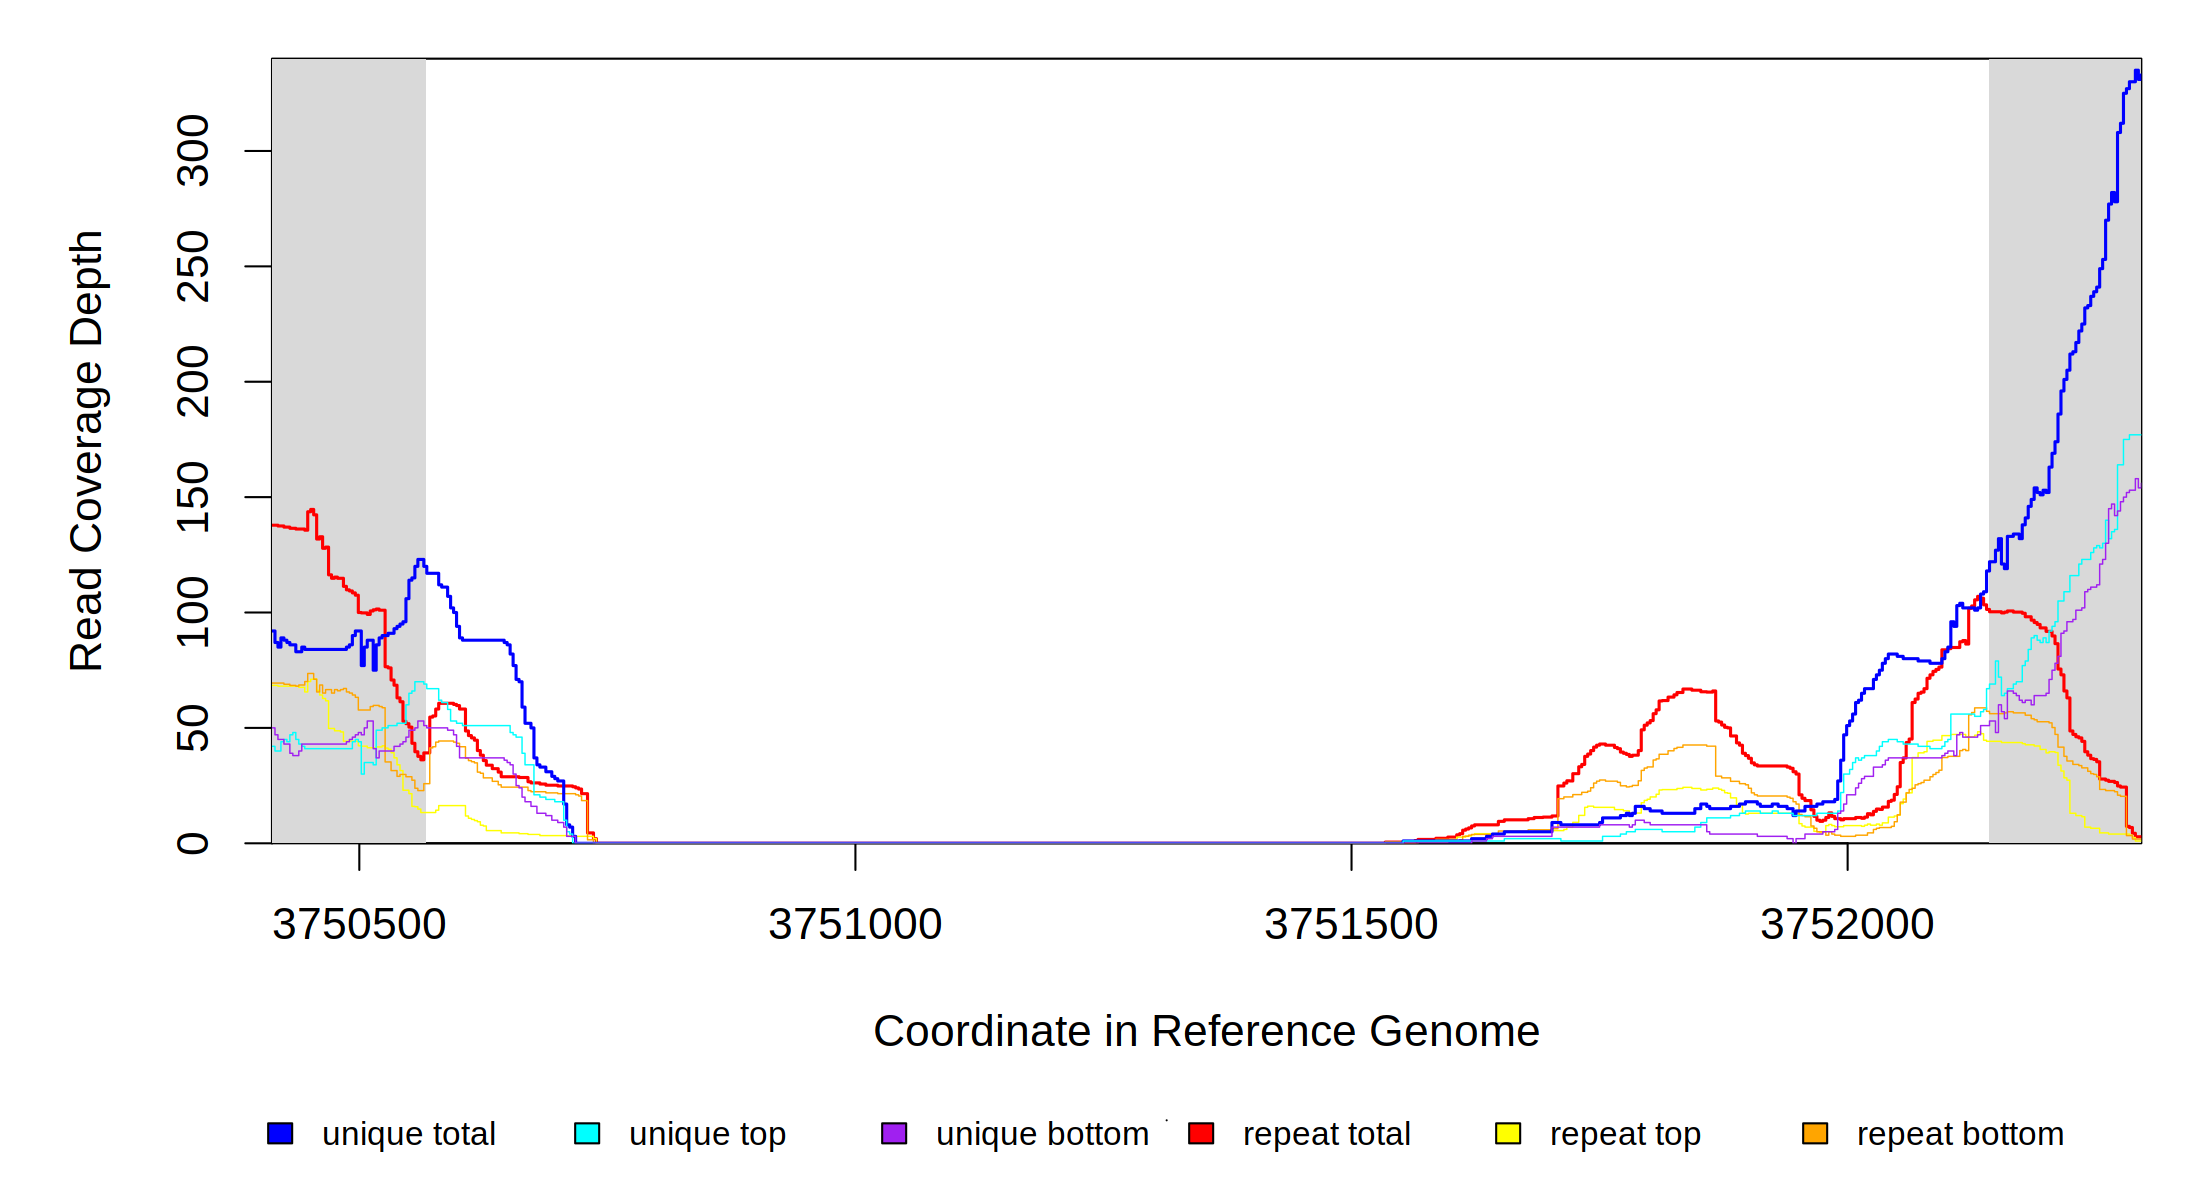 Read Coverage Depth
300
250
200
150
100
50
0
3750500 3751000 3751500 3752000
Coordinate in Reference Genome
unique total unique top unique bottom repeat total repeat top repeat bottom